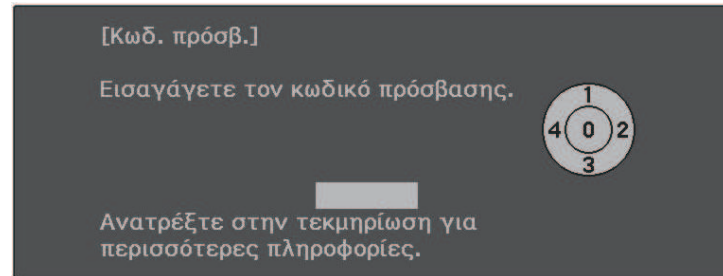 [Κωδ. πρόσβ.]
Εισαγάγετε τον κωδικό πρόσβασης.
1
4 0 2
3
Ανατρέξτε στην τεκμηρίωση για
περισσότερες πληροφορίες.